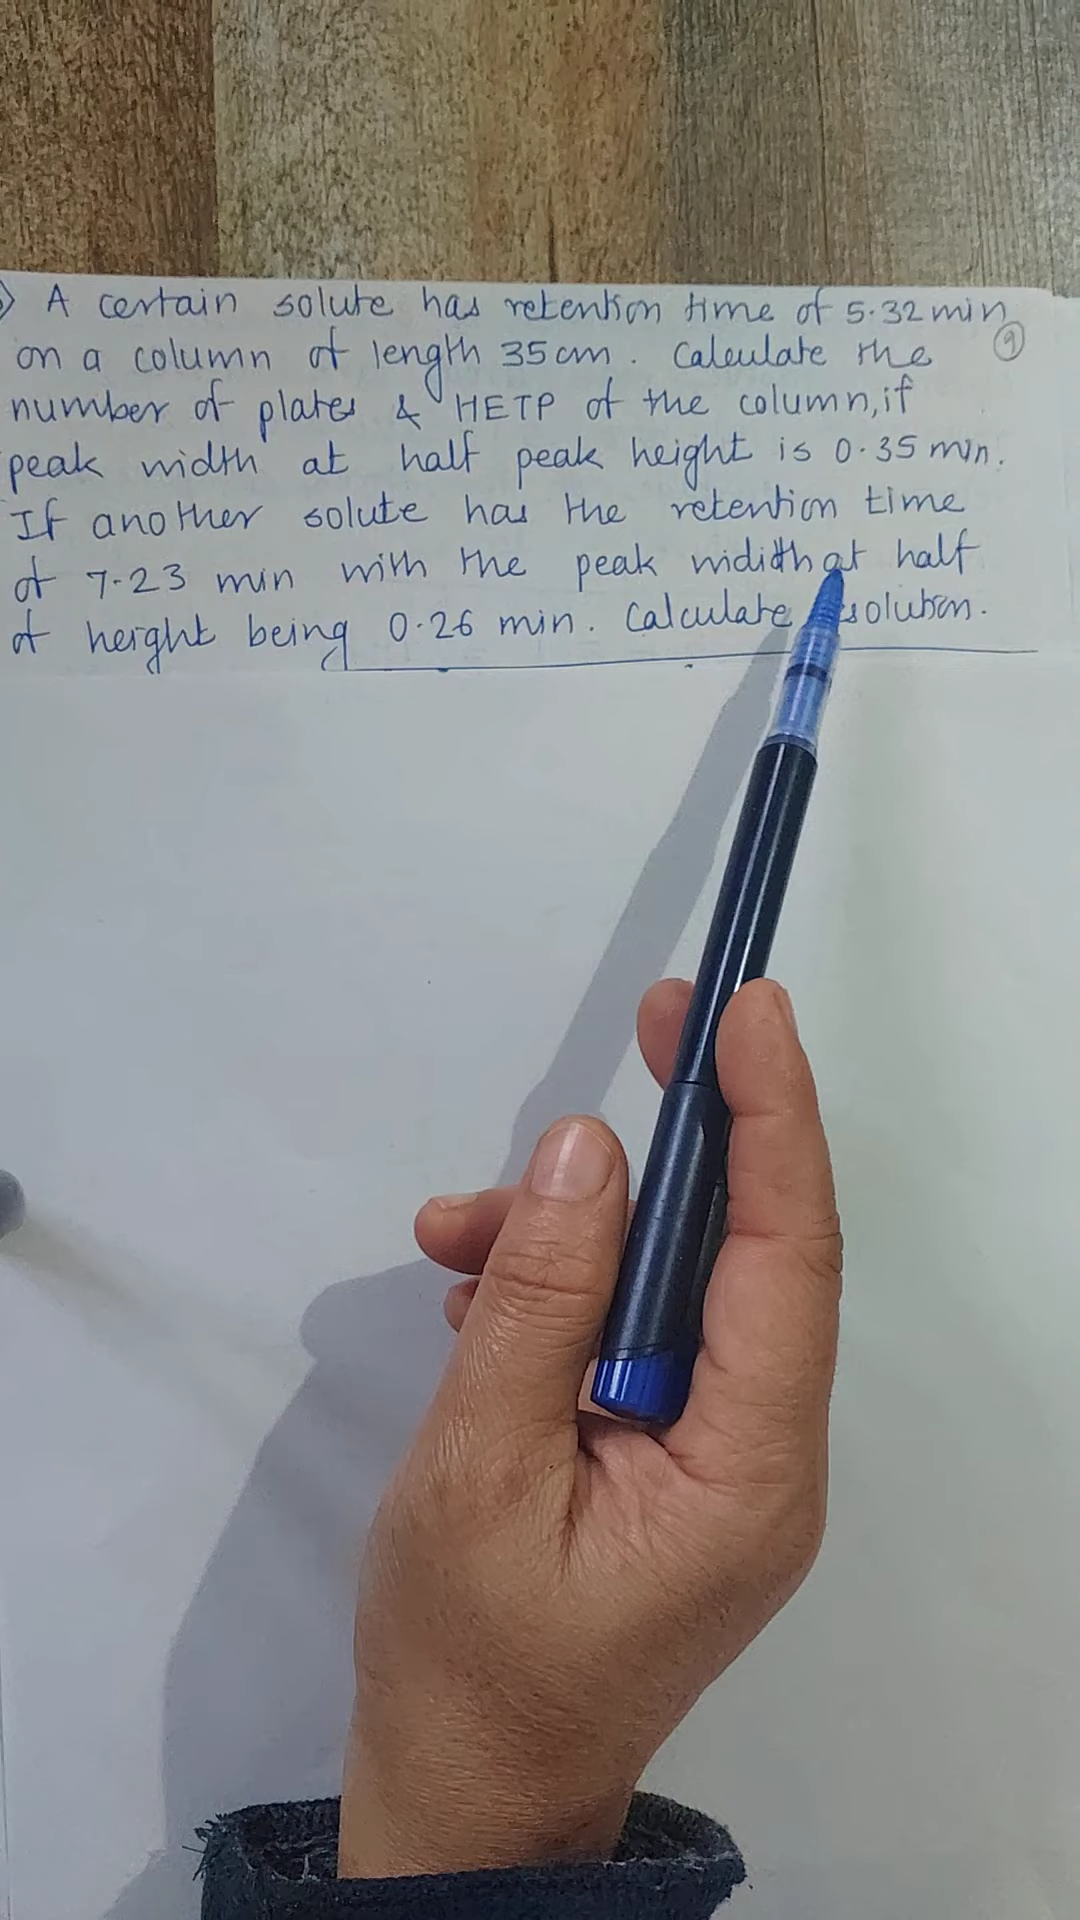 A certain solute has retention time of 5.32 min
on a column of length 35 cm. Calculate the 9
number of plates & HETP of the column, if
peak width at half peak height is 0.35 min.
If another solute has the retention time
of 7.23 min with the peak width at half
of height being 0.26 min. Calculate solution.